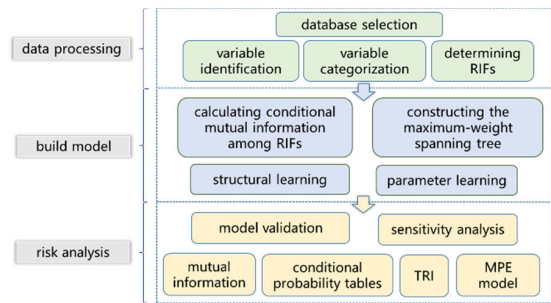 data processing
database selection
variable
identification
variable
categorization
determining
RIFs
build model
calculating conditional
mutual information
among RIFs
constructing the
maximum-weight
spanning tree
structural learning
parameter learning
risk analysis
model validation
sensitivity analysis
mutual
information
conditional
probability tables
TRI
MPE
model